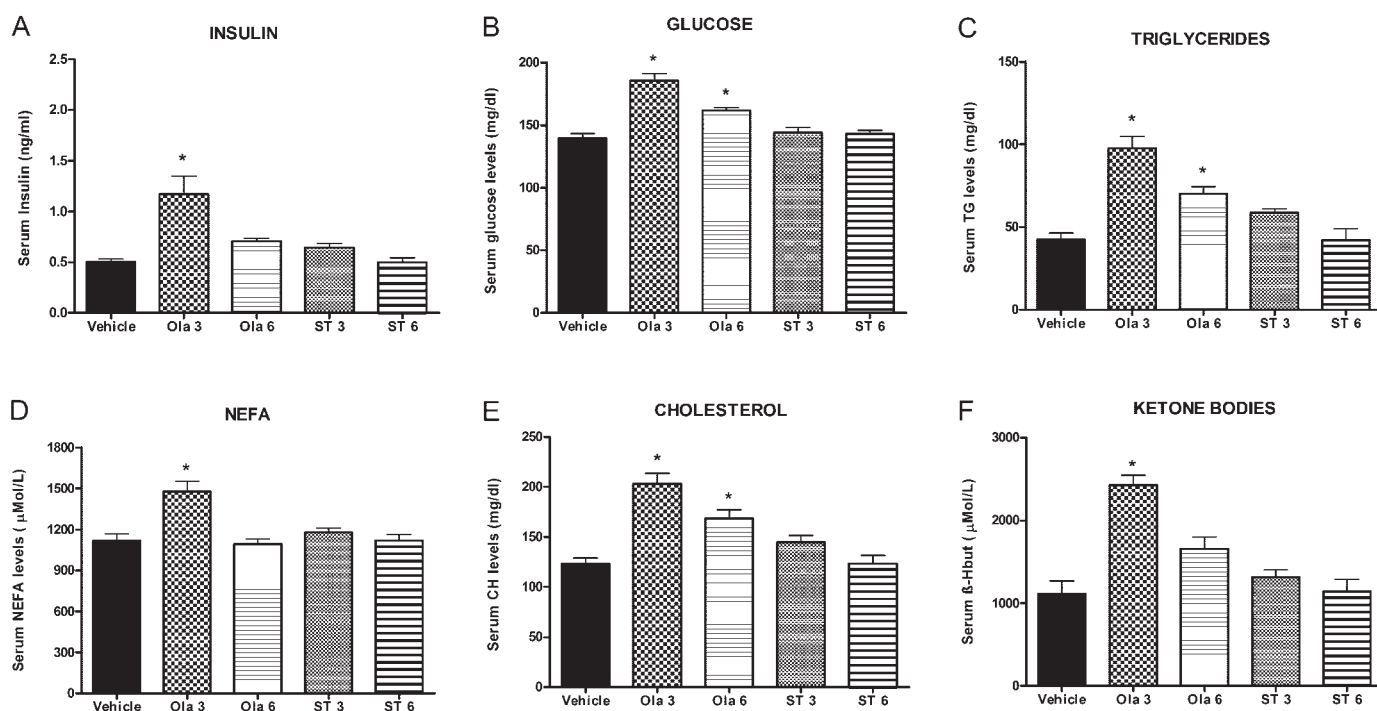 A
INSULIN
Serum Insulin (ng/ml)
2.5
2.0
1.5
1.0
0.5
0.0
*
Vehicle Ola 3 Ola 6 ST 3 ST 6
B
GLUCOSE
Serum glucose levels (mg/dl)
200
150
100
50
0
*
*
Vehicle Ola 3 Ola 6 ST 3 ST 6
C
TRIGLYCERIDES
Serum TG levels (mg/dl)
150
100
50
0
*
*
Vehicle Ola 3 Ola 6 ST 3 ST 6
D
NEFA
Serum NEFA levels ( µMol/L)
1800
1500
1200
900
600
300
0
*
Vehicle Ola 3 Ola 6 ST 3 ST 6
E
CHOLESTEROL
Serum CH levels (mg/dl)
250
200
150
100
50
0
*
*
Vehicle Ola 3 Ola 6 ST 3 ST 6
F
KETONE BODIES
Serum ß-Hbut ( µMol/L)
3000
2000
1000
0
*
Vehicle Ola 3 Ola 6 ST 3 ST 6